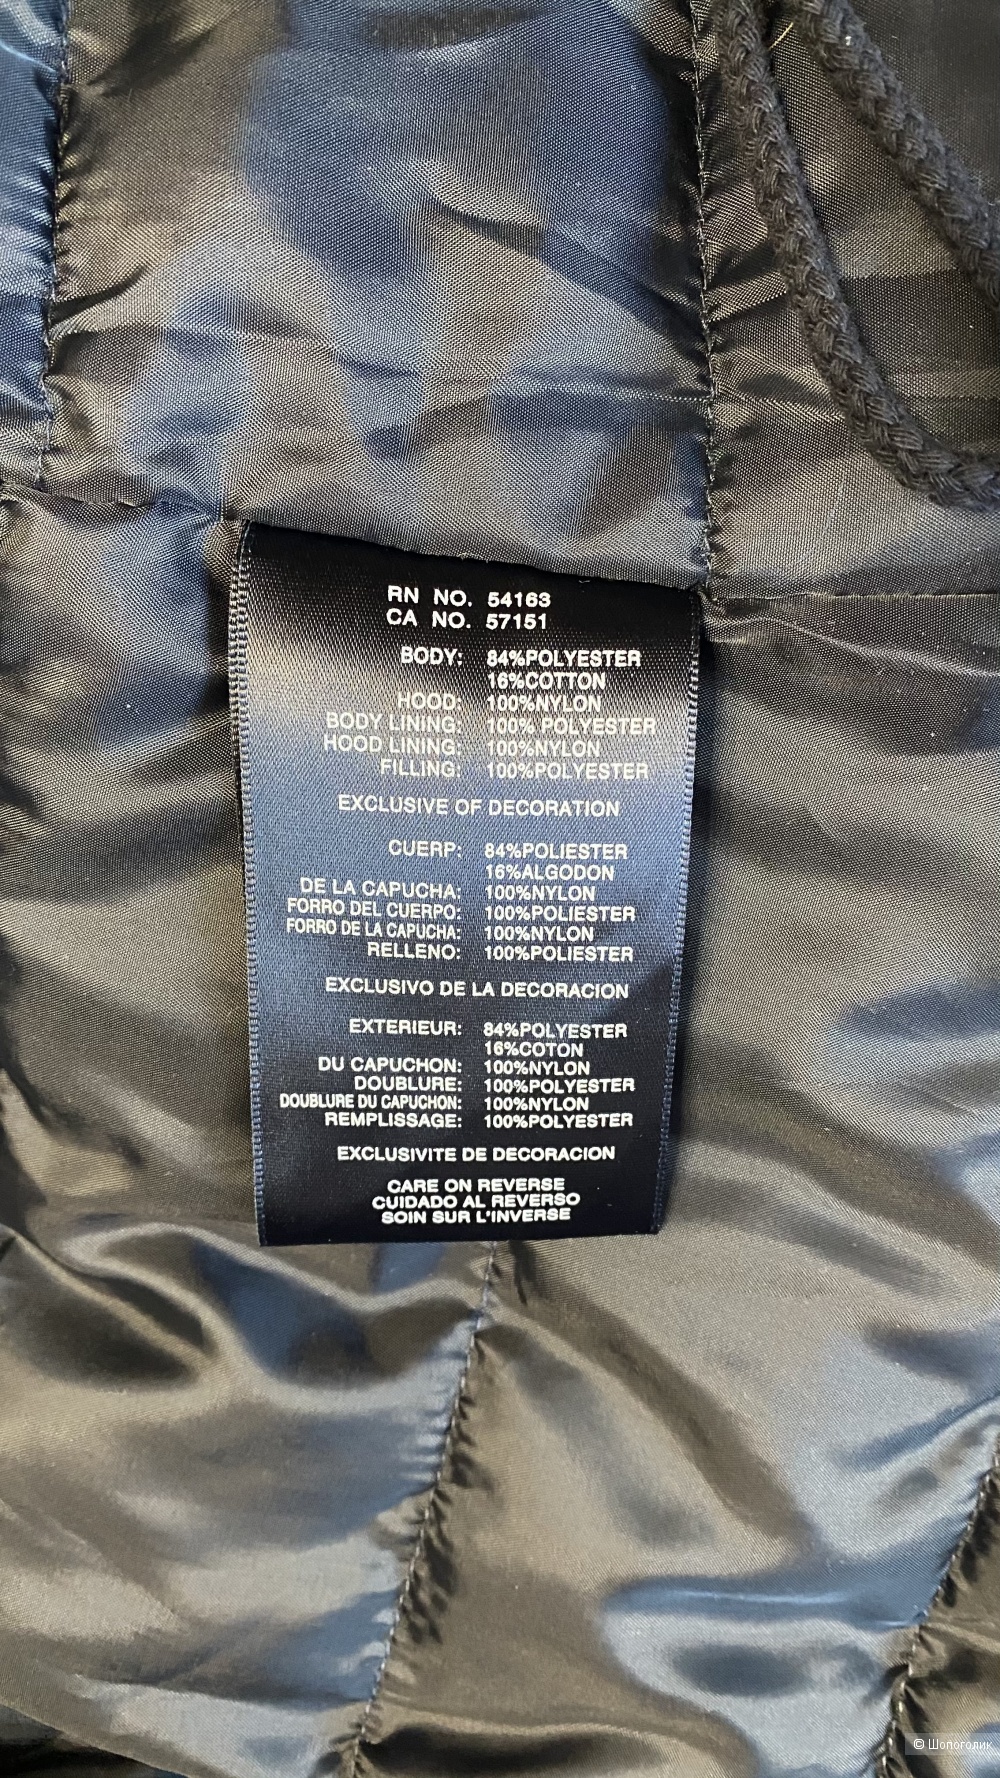 RN NO. 54163
CA NO. 57151
BODY: 84%POLYESTER
16%COTTON
HOOD: 100%NYLON
BODY LINING: 100% POLYESTER
HOOD LINING: 100%NYLON
FILLING: 100%POLYESTER
EXCLUSIVE OF DECORATION
CUERP: 84%POLIESTER
16%ALGODON
DE LA CAPUCHA: 100%NYLON
FORRO DEL CUERPO: 100%POLIESTER
FORRO DE LA CAPUCHA: 100%NYLON
RELLENO: 100%POLIESTER
EXCLUSIVO DE LA DECORACION
EXTERIEUR: 84%POLYESTER
16%COTON
DU CAPUCHON: 100%NYLON
DOUBLURE: 100%POLYESTER
DOUBLURE DU CAPUCHON: 100%NYLON
REMPLISSAGE: 100%POLYESTER
EXCLUSIVITE DE DECORACION
CARE ON REVERSE
CUIDADO AL REVERSO
SOIN SUR L'INVERSE
© Шопоголик